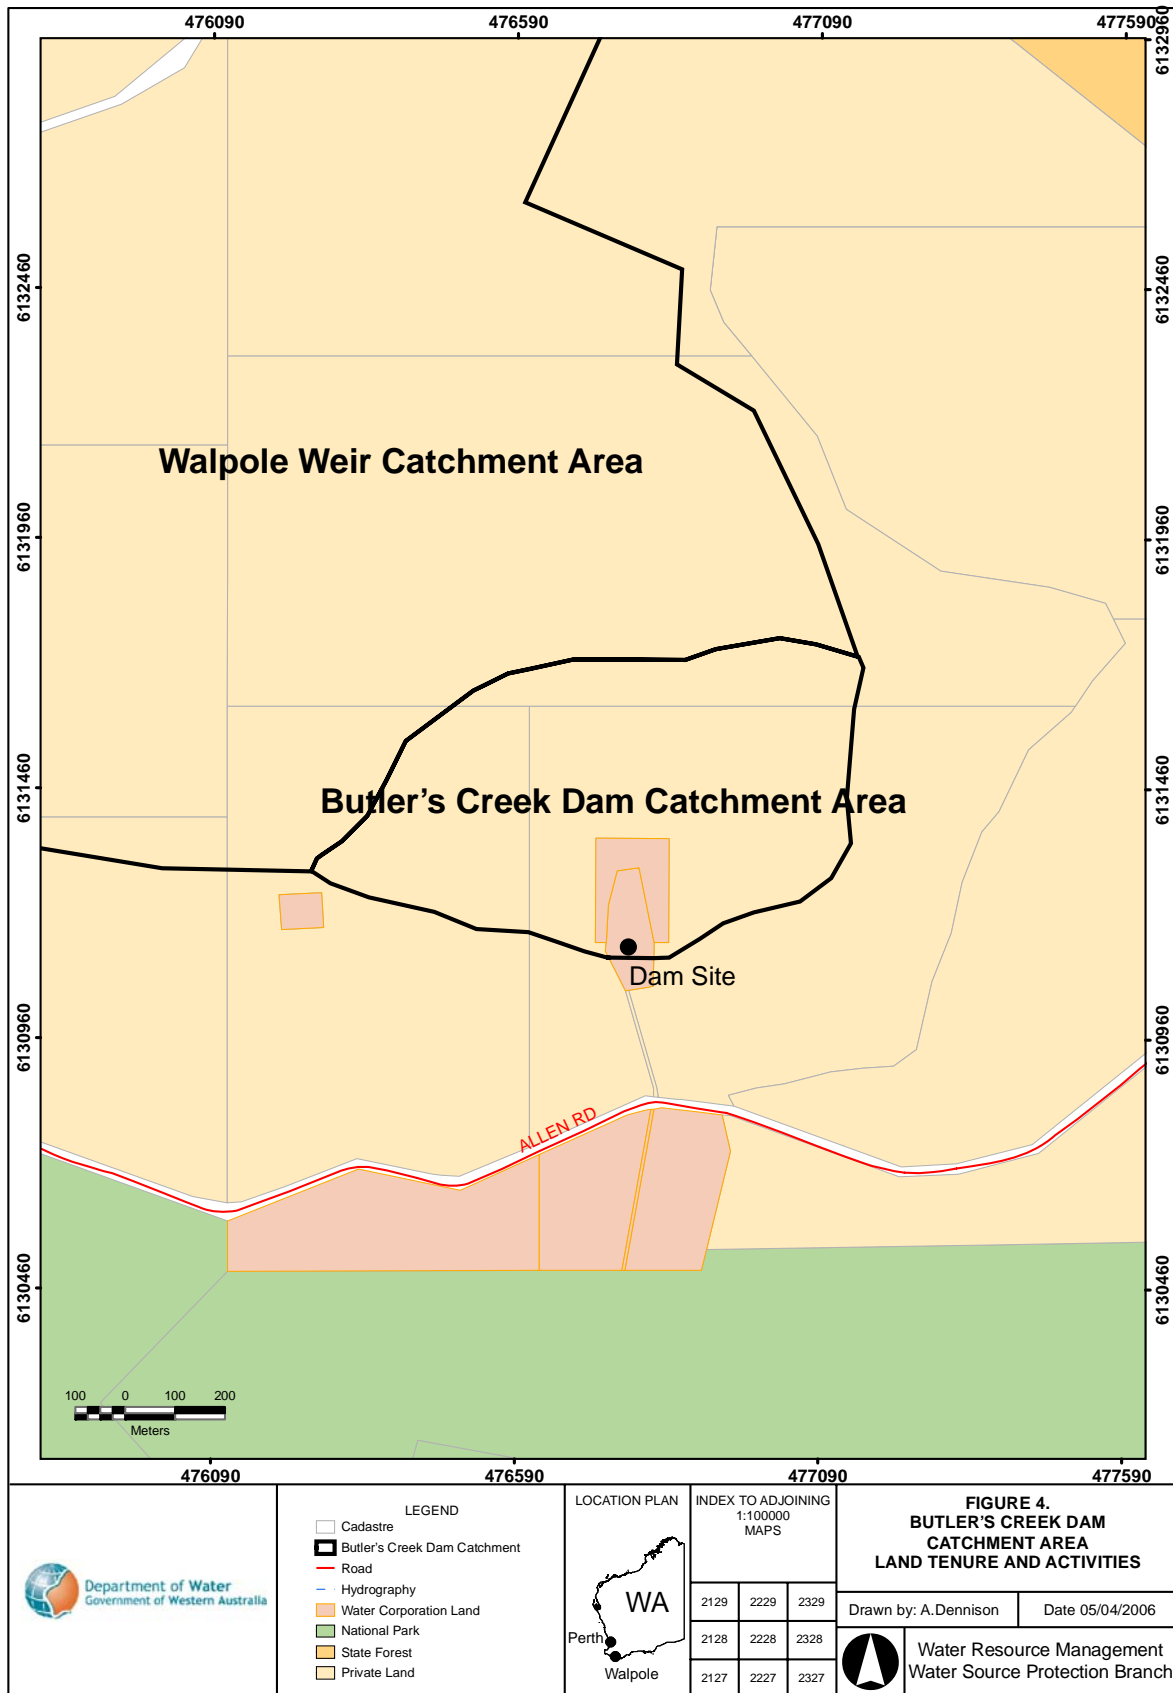 476090 476590 477090 477590
6132960
6132460 6132460
Walpole Weir Catchment Area
6131960 6131960
6131460 6131460
Butler's Creek Dam Catchment Area
Dam Site
6130960 6130960
ALLEN RD
6130460 6130460
100 0 100 200
Meters
476090 476590 477090 477590
Department of Water
Government of Western Australia
LEGEND
Cadastre
Butler's Creek Dam Catchment
Road
Hydrography
Water Corporation Land
National Park
State Forest
Private Land
LOCATION PLAN
WA
Perth
Walpole
INDEX TO ADJOINING
1:100000
MAPS
2129 2229 2329
2128 2228 2328
2127 2227 2327
FIGURE 4.
BUTLER'S CREEK DAM
CATCHMENT AREA
LAND TENURE AND ACTIVITIES
Drawn by: A.Dennison Date 05/04/2006
Water Resource Management
Water Source Protection Branch